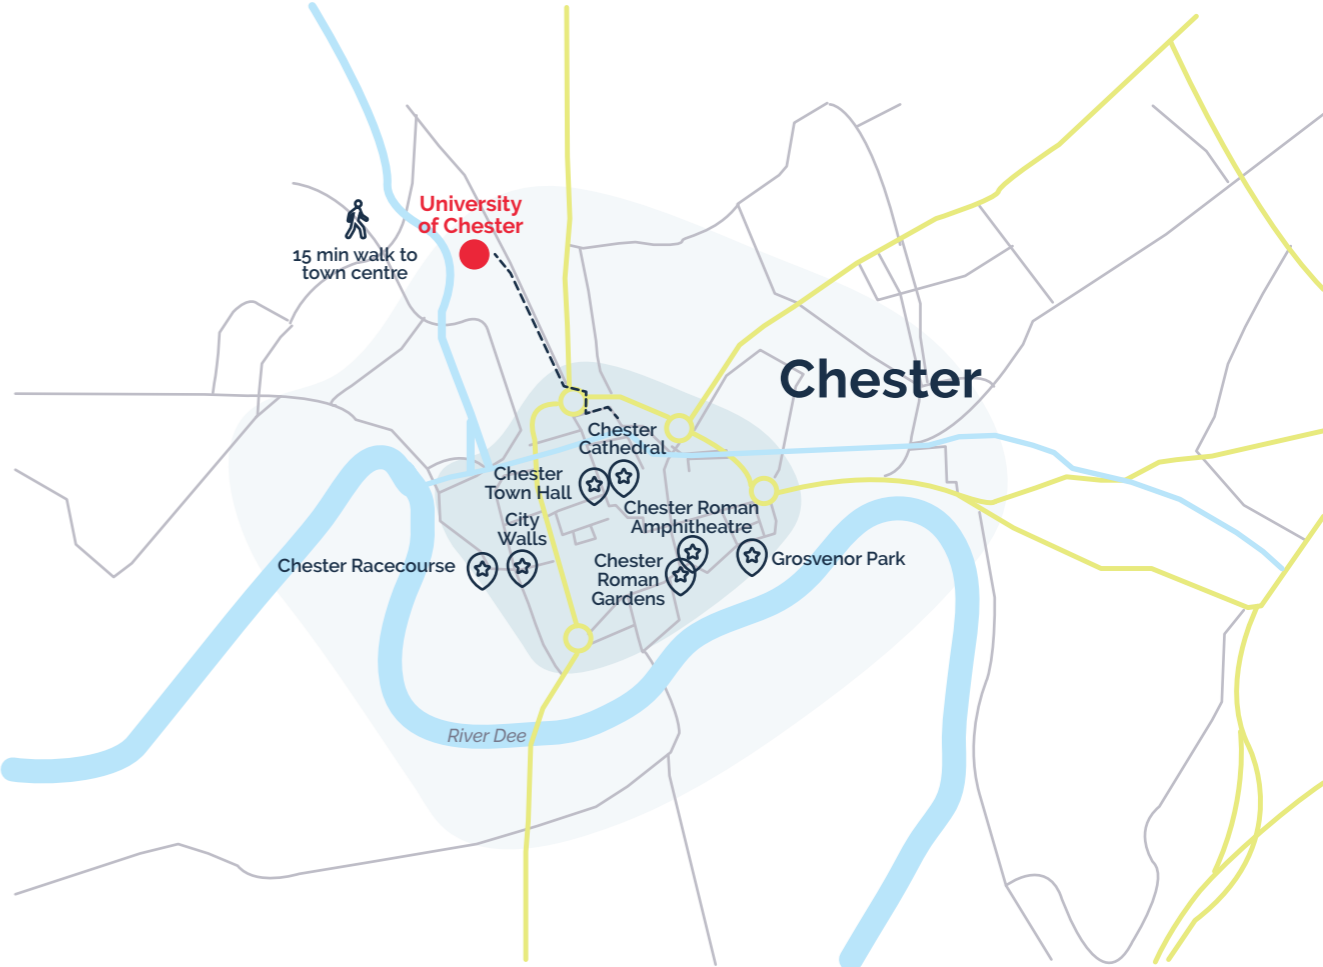 University
of Chester
15 min walk to
town centre
Chester
Chester
Cathedral
Chester
Town Hall
Chester Roman
Amphitheatre
City
Walls
Chester Racecourse
Chester
Roman
Gardens
Grosvenor Park
River Dee